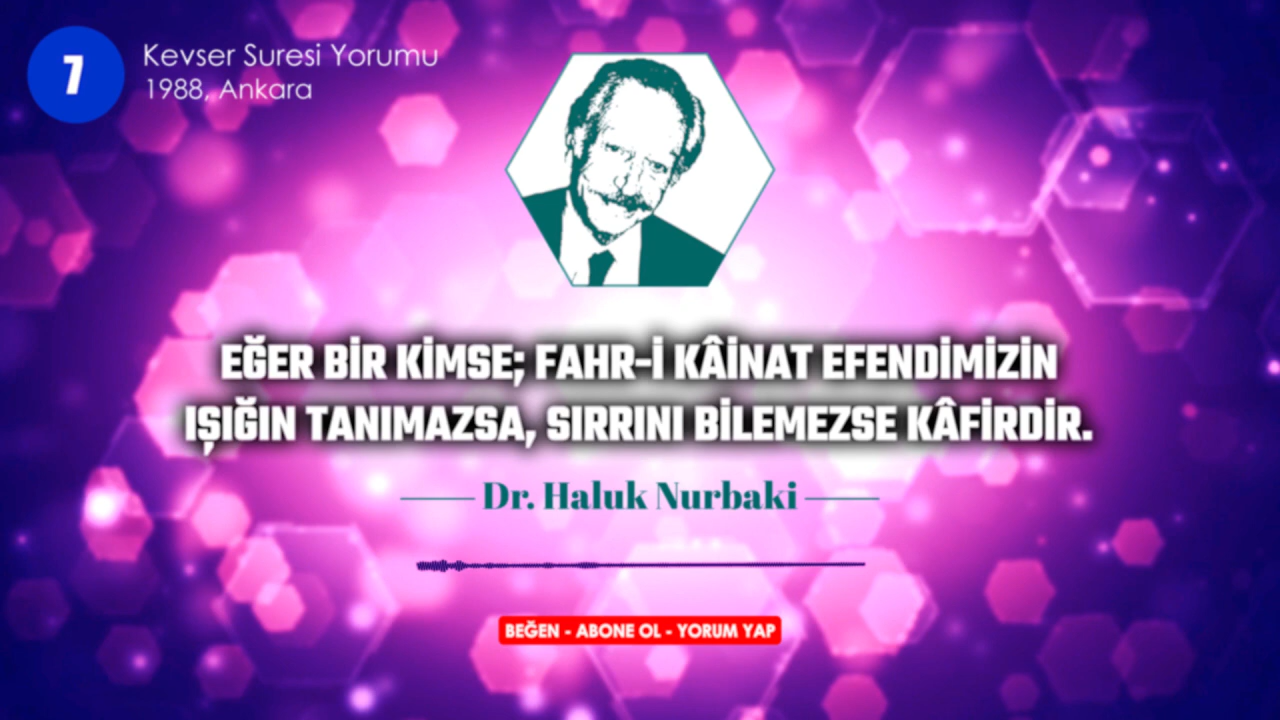 7
Kevser Suresi Yorumu
1988, Ankara
EĞER BİR KİMSE; FAHR-İ KÂİNAT EFENDİMİZİN
IŞIĞIN TANIMAZSA, SIRRINI BİLEMEZSE KÂFİRDİR.
Dr. Haluk Nurbaki
BEĞEN - ABONE OL - YORUM YAP